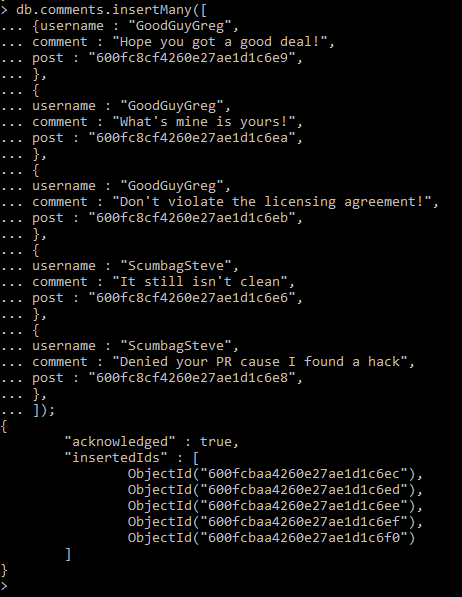 > db.comments.insertMany([
... {username : "GoodGuyGreg",
... comment : "Hope you got a good deal!",
... post : "600fc8cf4260e27ae1d1c6e9",
... },
... {
... username : "GoodGuyGreg",
... comment : "What's mine is yours!",
... post : "600fc8cf4260e27ae1d1c6ea",
... },
... {
... username : "GoodGuyGreg",
... comment : "Don't violate the licensing agreement!",
... post : "600fc8cf4260e27ae1d1c6eb",
... },
... {
... username : "ScumbagSteve",
... comment : "It still isn't clean",
... post : "600fc8cf4260e27ae1d1c6e6",
... },
... {
... username : "ScumbagSteve",
... comment : "Denied your PR cause I found a hack",
... post : "600fc8cf4260e27ae1d1c6e8",
... },
... ]);
{
        "acknowledged" : true,
        "insertedIds" : [
                ObjectId("600fcbaa4260e27ae1d1c6ec"),
                ObjectId("600fcbaa4260e27ae1d1c6ed"),
                ObjectId("600fcbaa4260e27ae1d1c6ee"),
                ObjectId("600fcbaa4260e27ae1d1c6ef"),
                ObjectId("600fcbaa4260e27ae1d1c6f0")
        ]
}
>